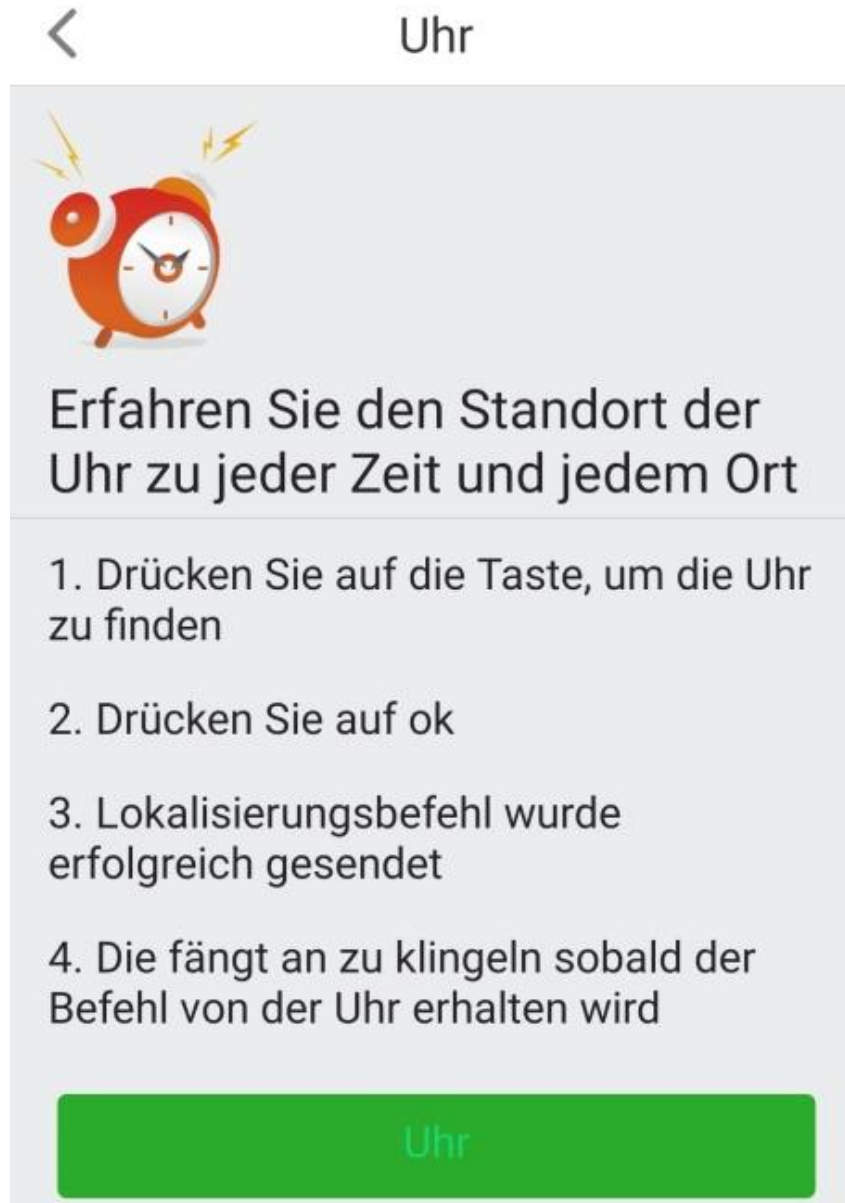 Uhr
Erfahren Sie den Standort der
Uhr zu jeder Zeit und jedem Ort
1. Drücken Sie auf die Taste, um die Uhr
zu finden
2. Drücken Sie auf ok
3. Lokalisierungsbefehl wurde
erfolgreich gesendet
4. Die fängt an zu klingeln sobald der
Befehl von der Uhr erhalten wird
Uhr